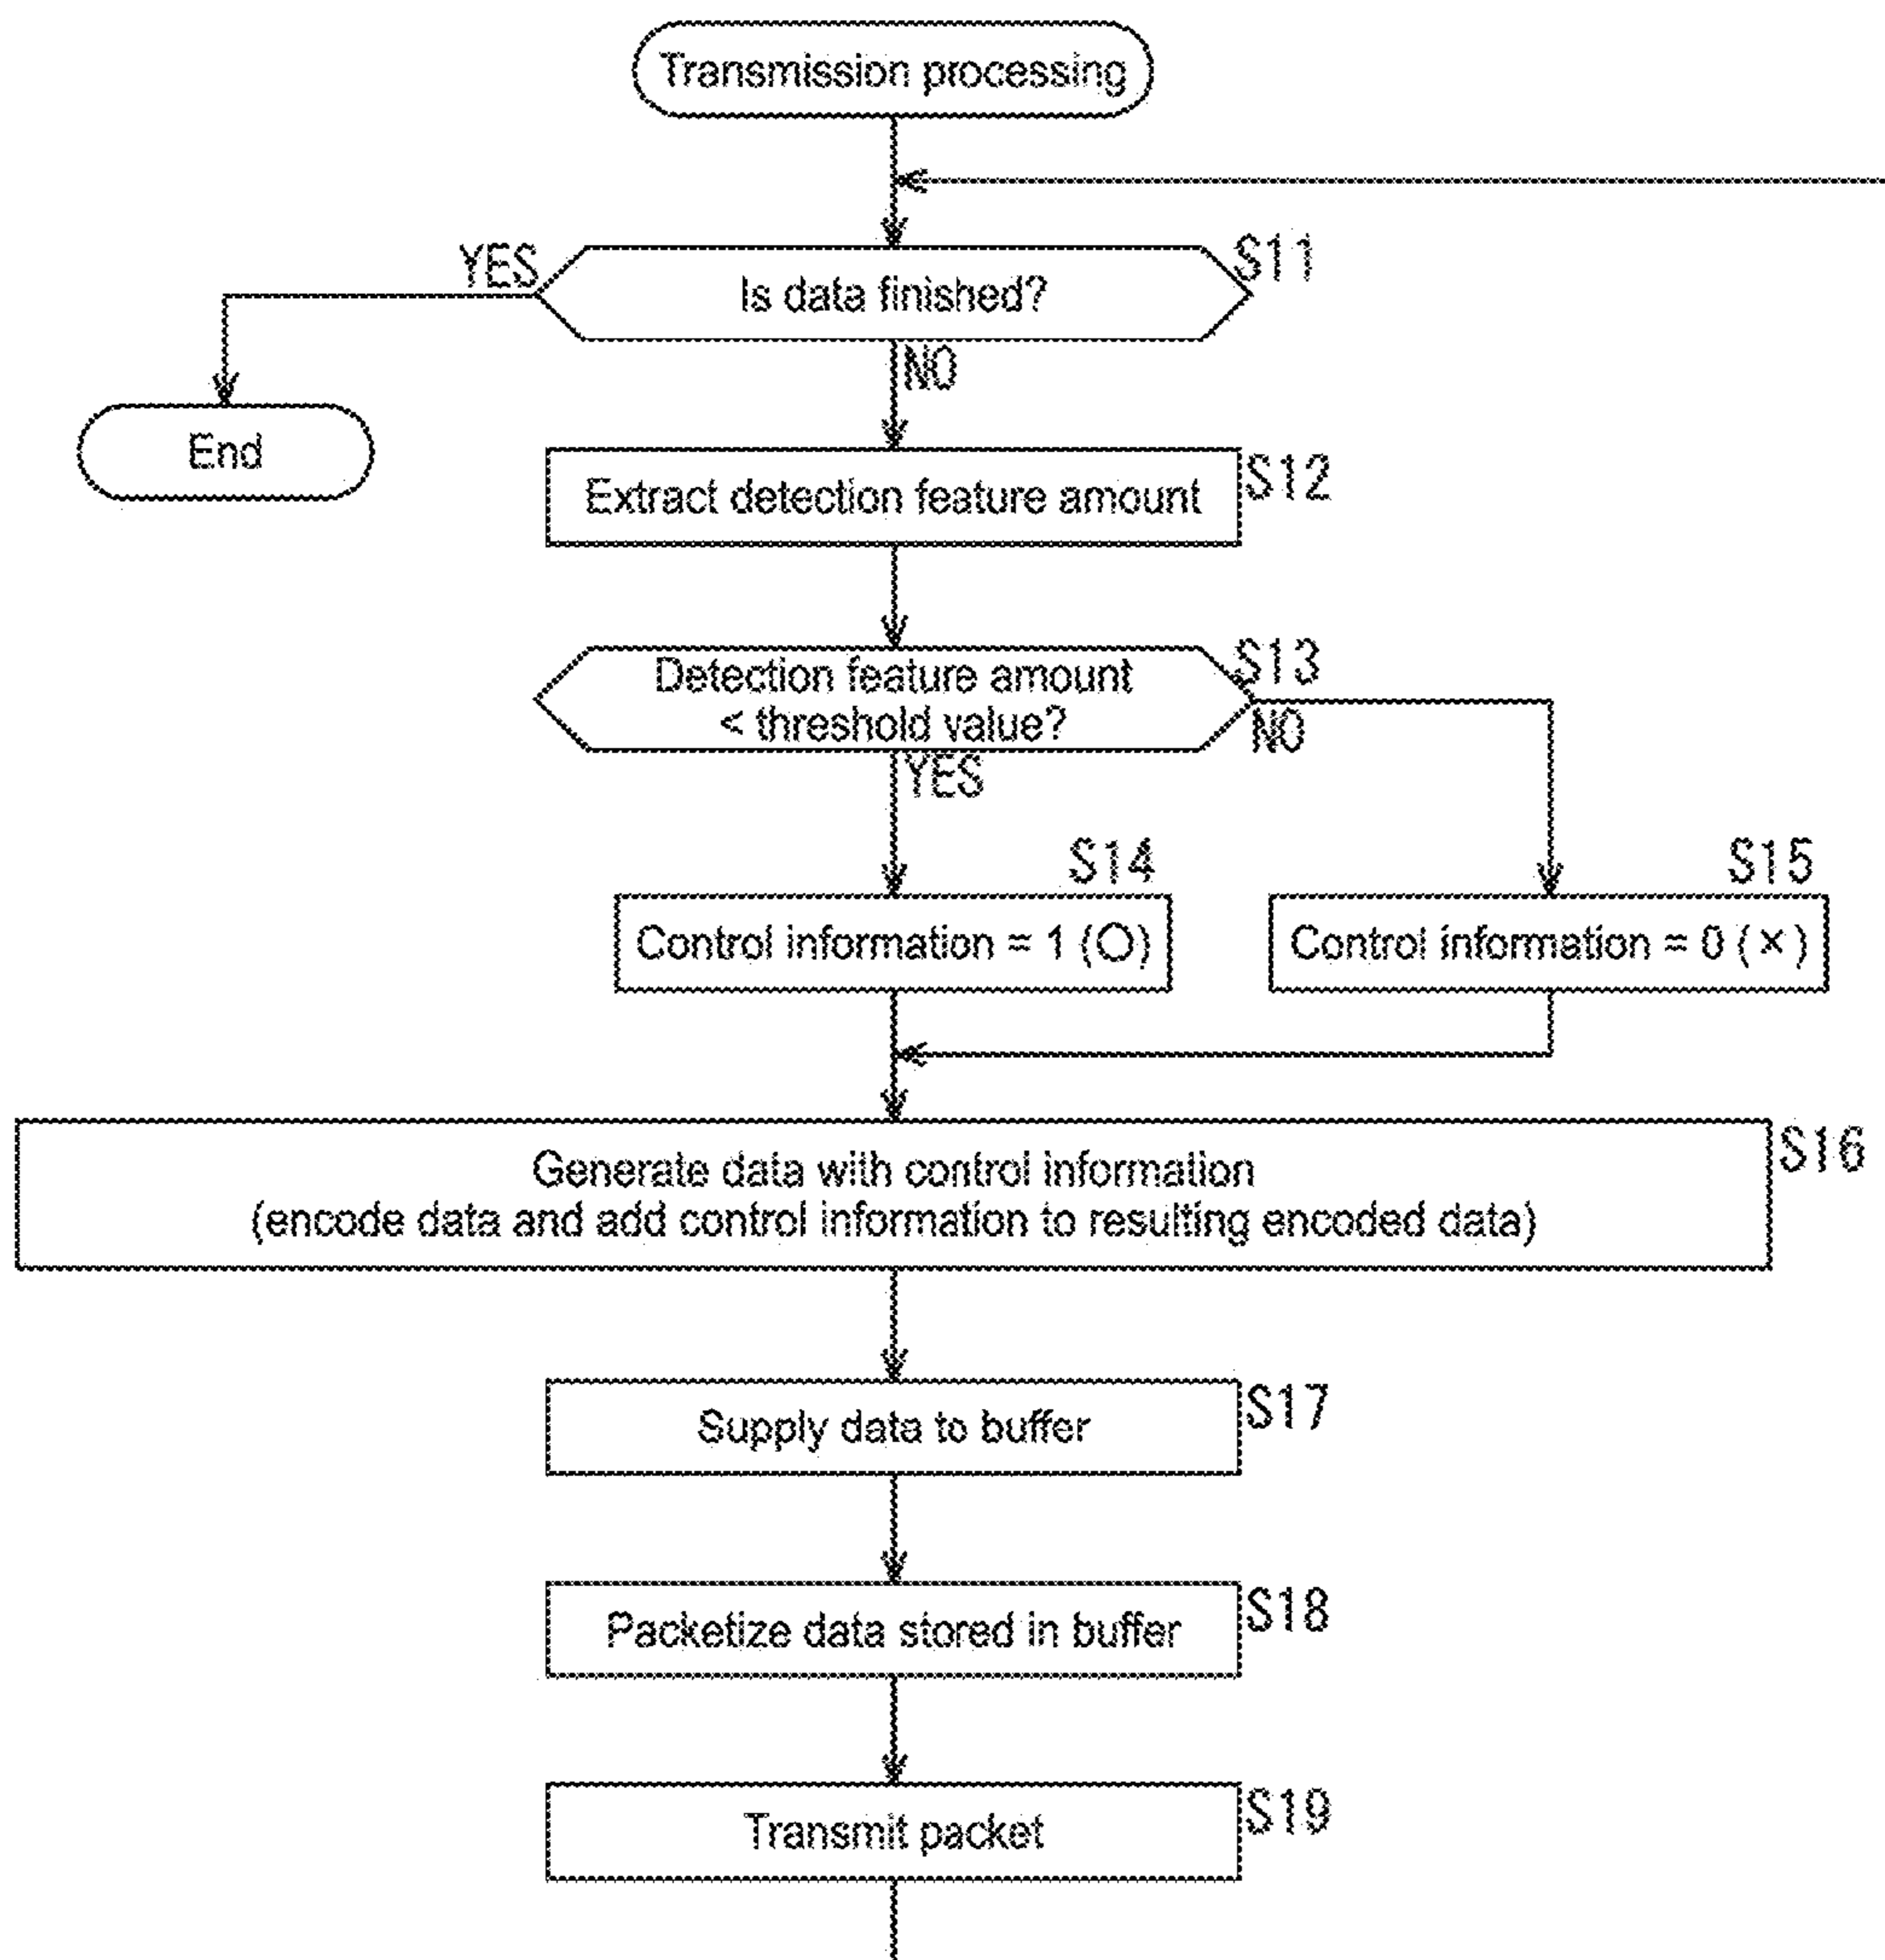 Transmission processing
YES
Is data finished?
S11
NO
End
Extract detection feature amount
S12
Detection feature amount
< threshold value?
S13
NO
YES
S14
Control information = 1 (○)
S15
Control information = 0 (×)
Generate data with control information
(encode data and add control information to resulting encoded data)
S16
Supply data to buffer
S17
Packetize data stored in buffer
S18
Transmit packet
S19